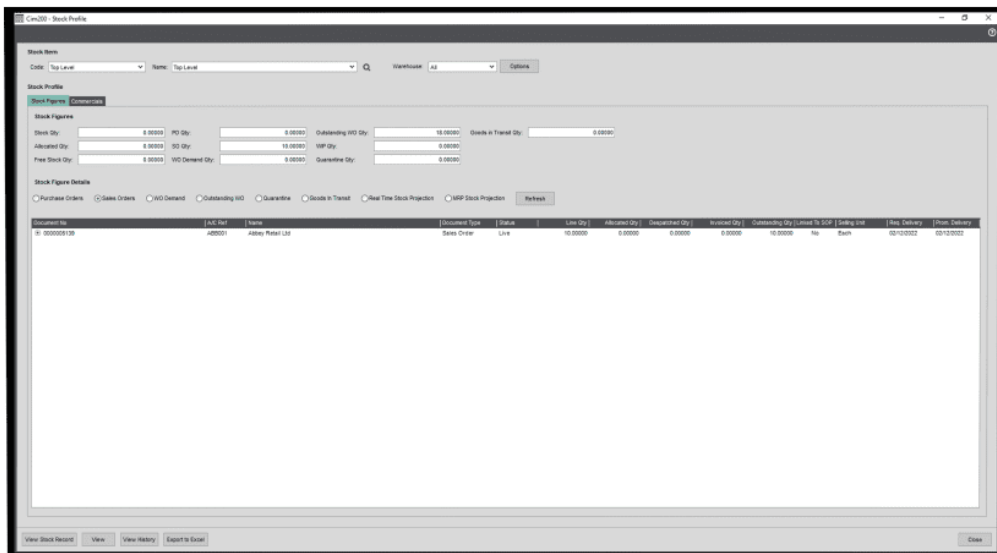 Cim200 - Stock Profile
Stock Item
Code: Top Level Name: Top Level Warehouse: All Options
Stock Profile
Stock Figures Commercials
Stock Figures
Stock Qty: 0.00000 PO Qty: 0.00000 Outstanding WO Qty: 10.00000 Goods in Transit Qty: 0.00000
Allocated Qty: 0.00000 SO Qty: 10.00000 WIP Qty: 0.00000
Free Stock Qty: 0.00000 WO Demand Qty: 0.00000 Quarantine Qty: 0.00000
Stock Figure Details
Purchase Orders Sales Orders WO Demand Outstanding WO Quarantine Goods in Transit Real Time Stock Projection MRP Stock Projection Refresh
Document No A/C Ref Name Document Type Status Line Qty Allocated Qty Despatched Qty Invoiced Qty Outstanding Qty Linked To SOP Selling Unit Req. Delivery Prom. Delivery
ABB001 Abbey Retail Ltd Sales Order Live 10.00000 0.00000 0.00000 0.00000 10.00000 No Each 02/12/2022 02/12/2022
View Stock Record View View History Export to Excel Close